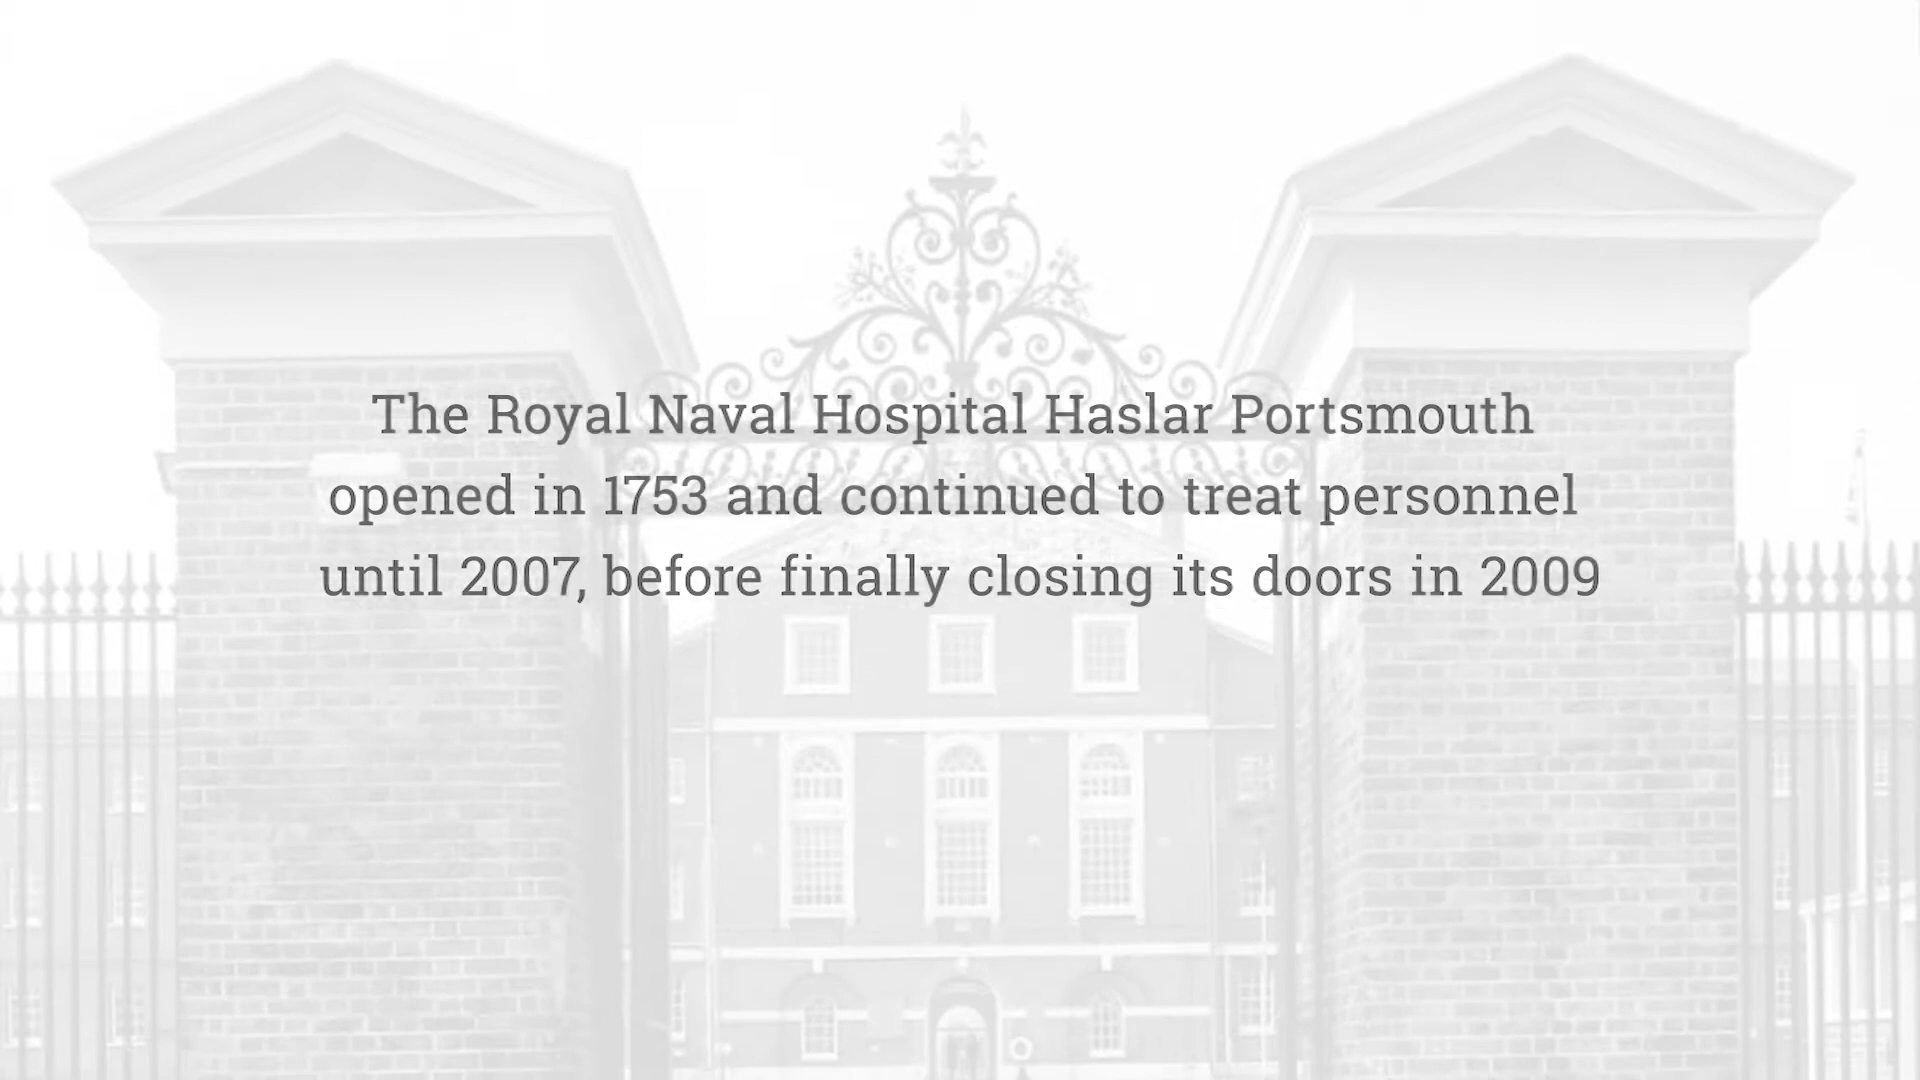 The Royal Naval Hospital Haslar Portsmouth
opened in 1753 and continued to treat personnel
until 2007, before finally closing its doors in 2009